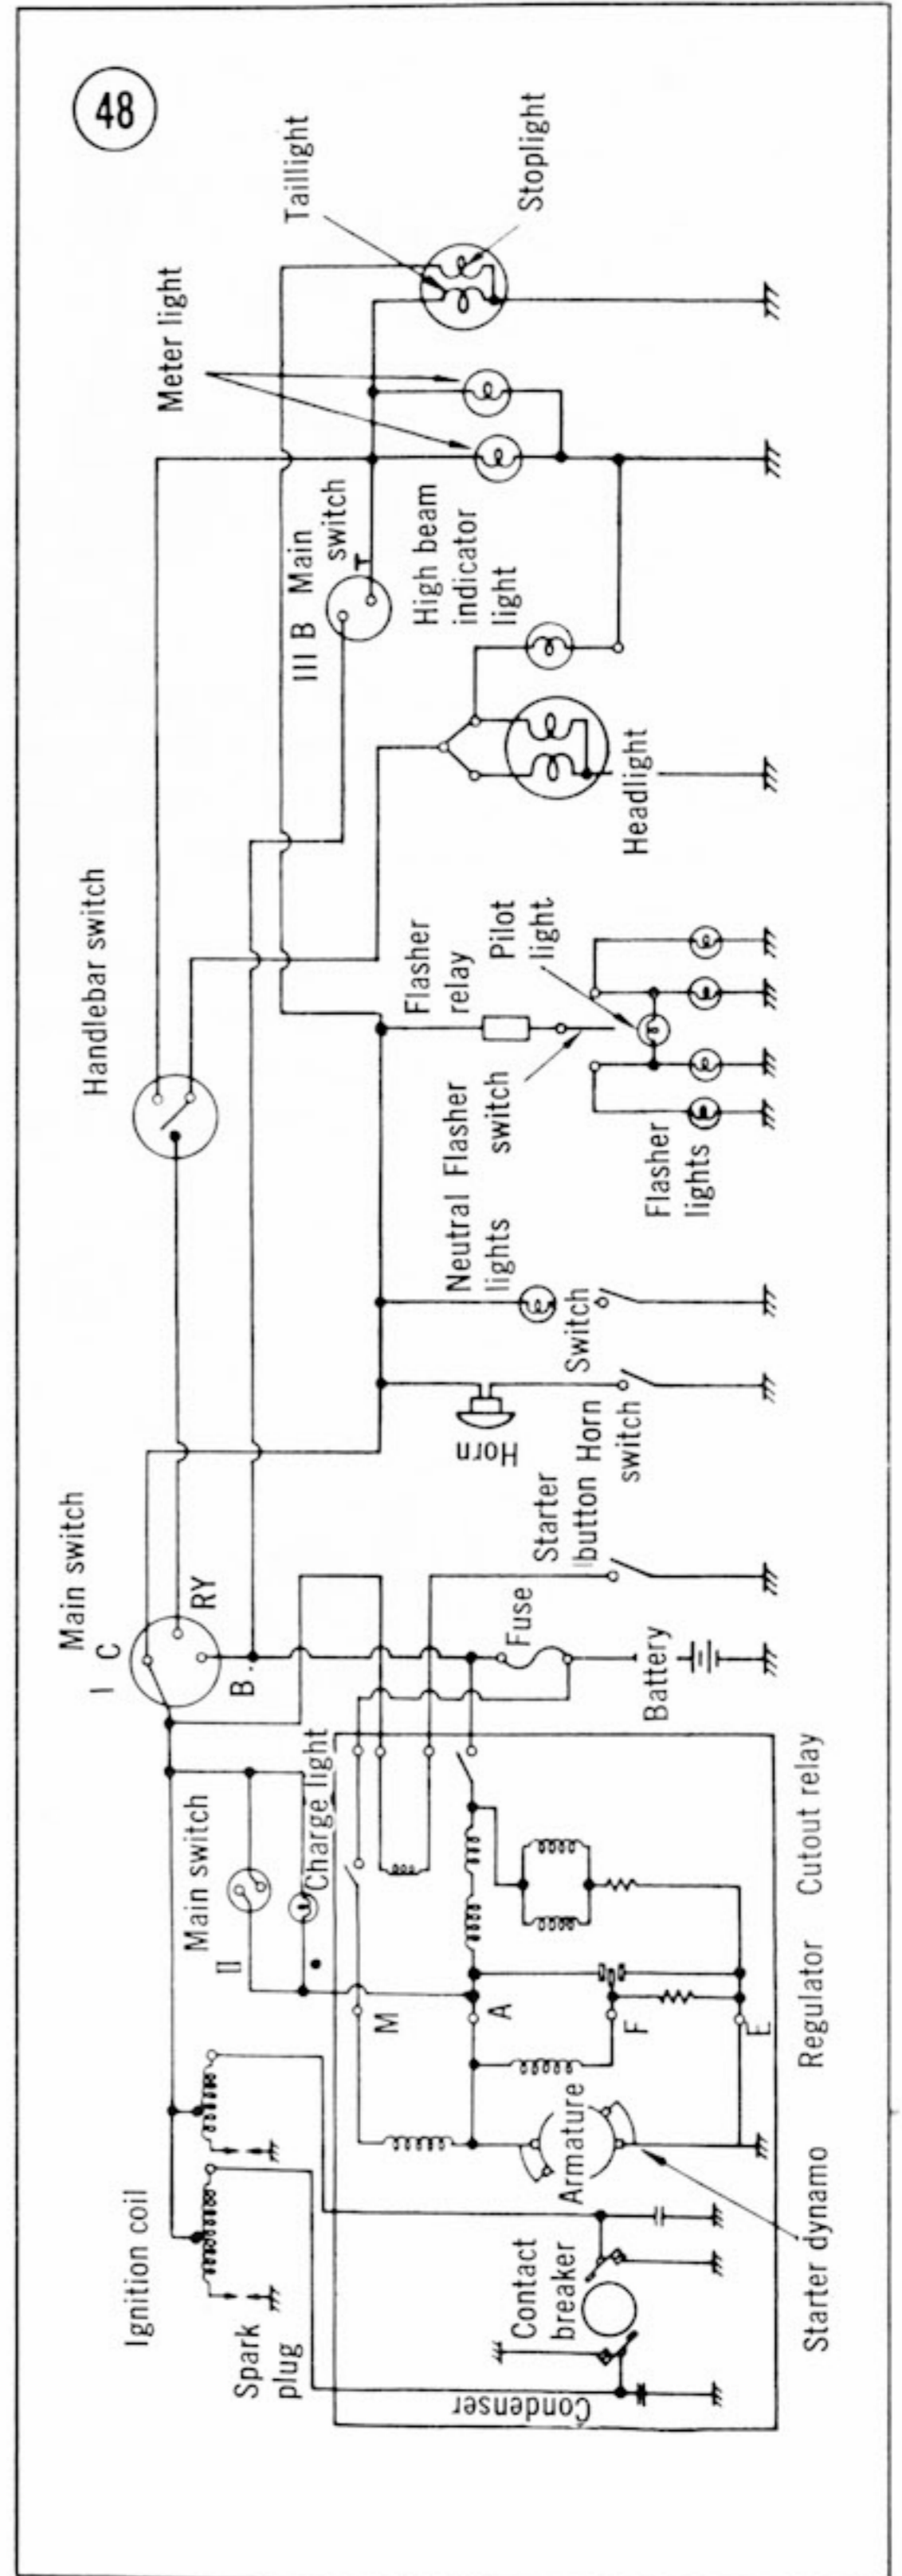 48
Ignition coil
Spark
plug
Main switch
II
Charge light
Main switch
I C
RY
B
Handlebar switch
III B Main
switch
T
Meter light
Taillight
Stoplight
High beam
indicator
light
Headlight
Flasher
relay
Pilot
light
Neutral Flasher
lights
switch
Flasher
lights
Switch
Horn
Starter
button Horn
switch
Fuse
Battery
M
A
F
E
Armature
Contact
breaker
Condenser
Starter dynamo
Regulator
Cutout relay